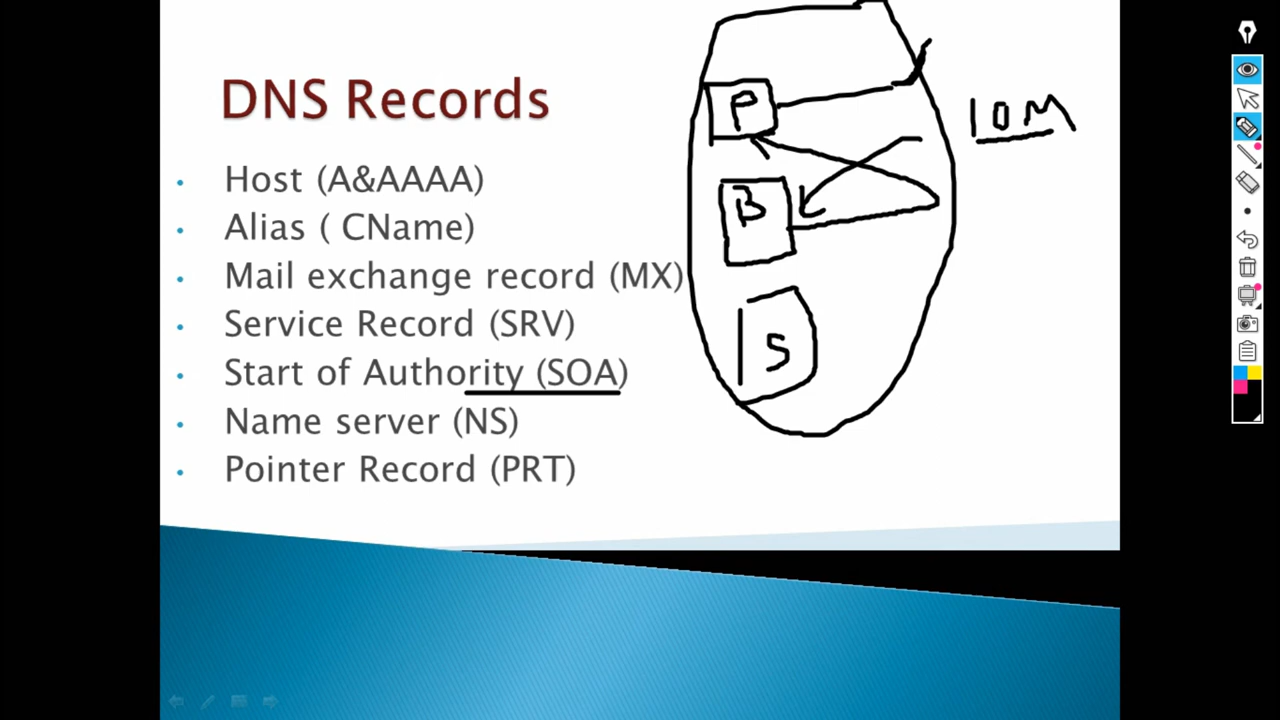 DNS Records
Host (A&AAAA)
Alias ( CName)
Mail exchange record (MX)
Service Record (SRV)
Start of Authority (SOA)
Name server (NS)
Pointer Record (PRT)
P
B
S
10M